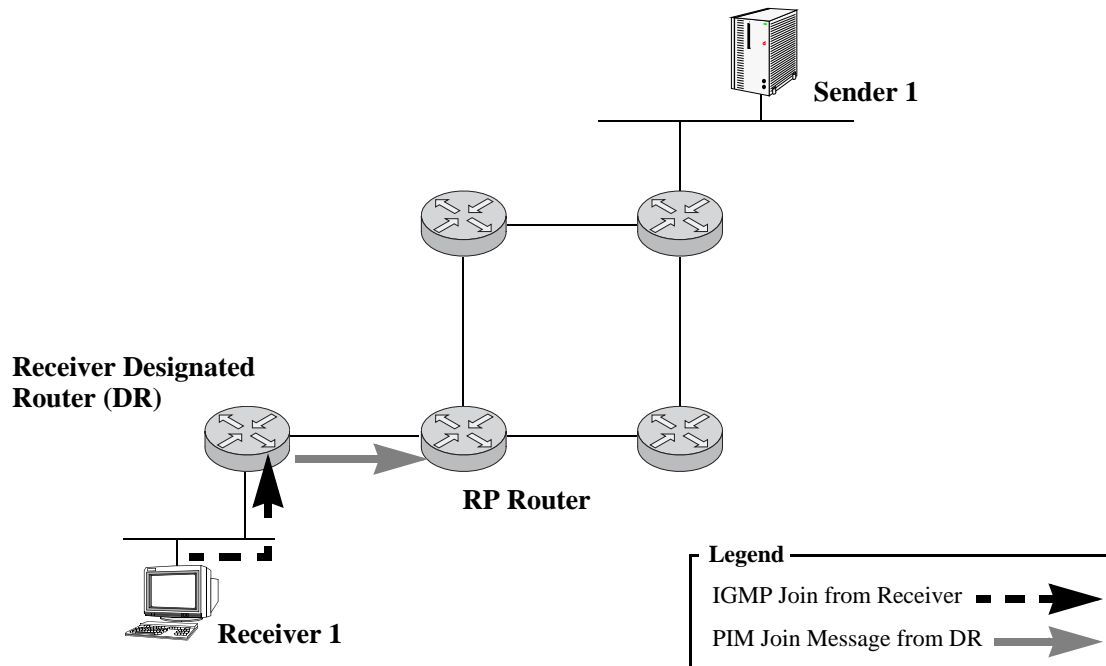 Sender 1
Receiver Designated
Router (DR)
RP Router
Receiver 1
Legend
IGMP Join from Receiver
PIM Join Message from DR